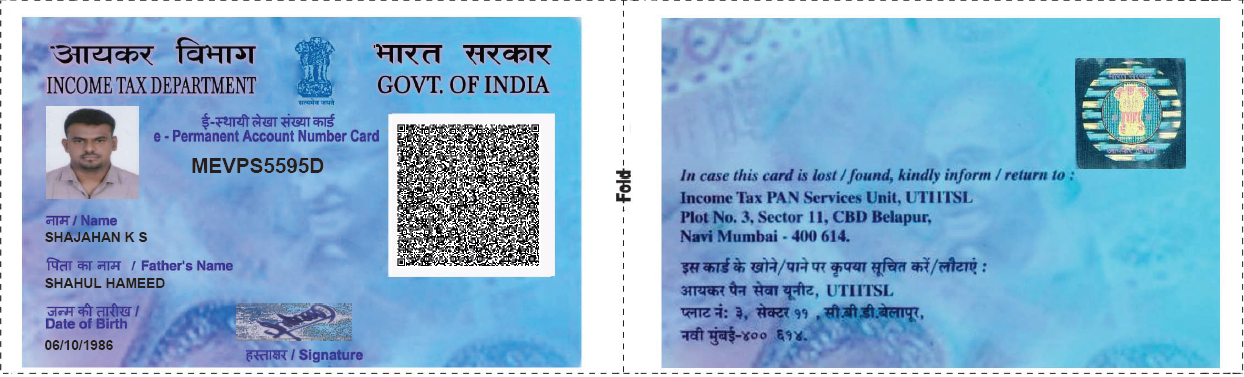 आयकर विभाग
INCOME TAX DEPARTMENT
सत्यमेव जयते
भारत सरकार
GOVT. OF INDIA
ई-स्थायी लेखा संख्या कार्ड
e - Permanent Account Number Card
MEVPS5595D
नाम / Name
SHAJAHAN K S
पिता का नाम / Father's Name
SHAHUL HAMEED
जन्म की तारीख /
Date of Birth
06/10/1986
हस्ताक्षर / Signature
Fold
In case this card is lost / found, kindly inform / return to :
Income Tax PAN Services Unit, UTIITSL
Plot No. 3, Sector 11, CBD Belapur,
Navi Mumbai - 400 614.
इस कार्ड के खोने/पाने पर कृपया सूचित करें/लौटाएं :
आयकर पैन सेवा यूनीट, UTIITSL
प्लाट नं: ३, सेक्टर ११ , सी.बी.डी.बेलापूर,
नवी मुंबई-४०० ६१४.